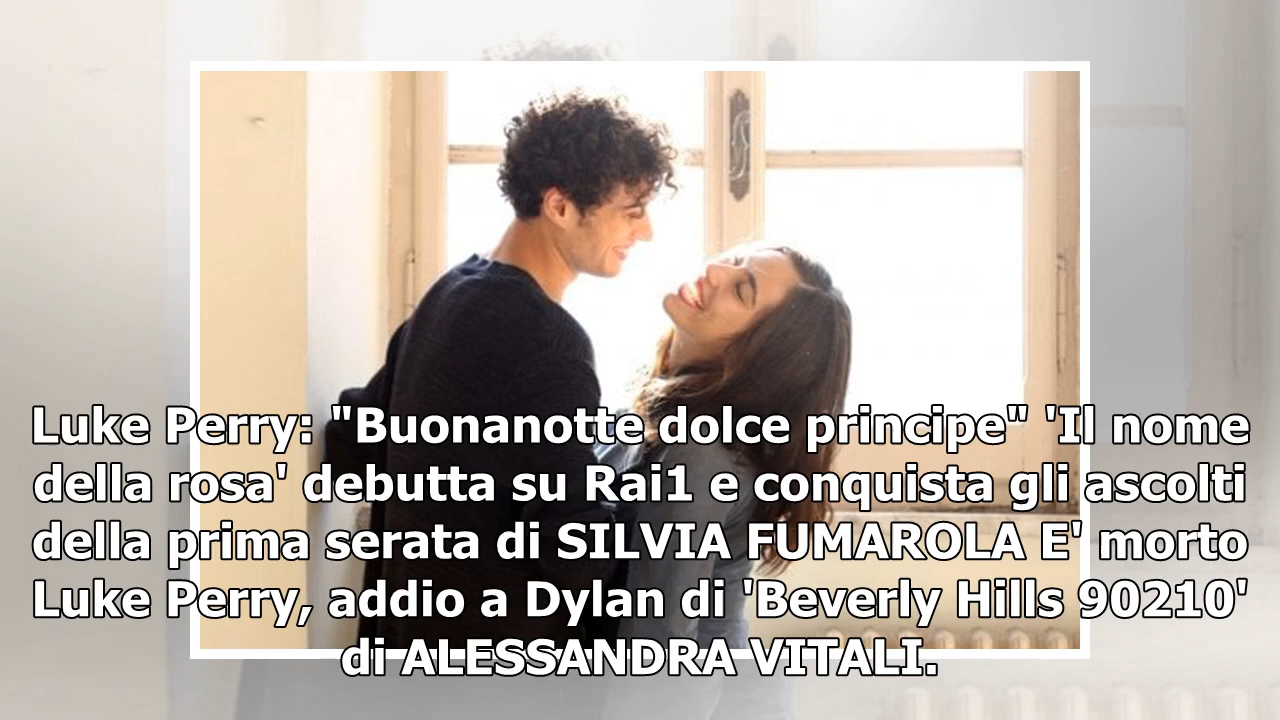 Luke Perry: "Buonanotte dolce principe" 'Il nome
della rosa' debutta su Rai1 e conquista gli ascolti
della prima serata di SILVIA FUMAROLA E' morto
Luke Perry, addio a Dylan di 'Beverly Hills 90210'
di ALESSANDRA VITALI.